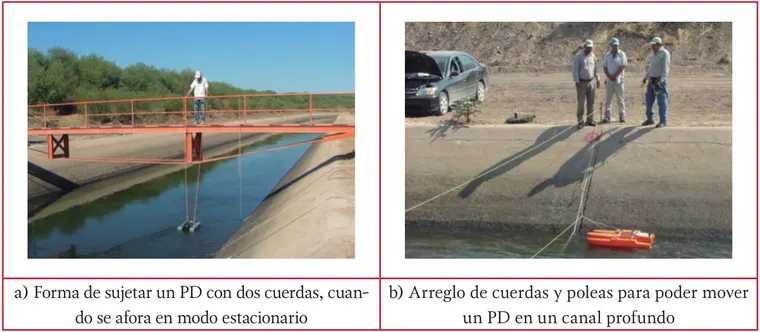 a) Forma de sujetar un PD con dos cuerdas, cuan-
do se afora en modo estacionario
b) Arreglo de cuerdas y poleas para poder mover
un PD en un canal profundo